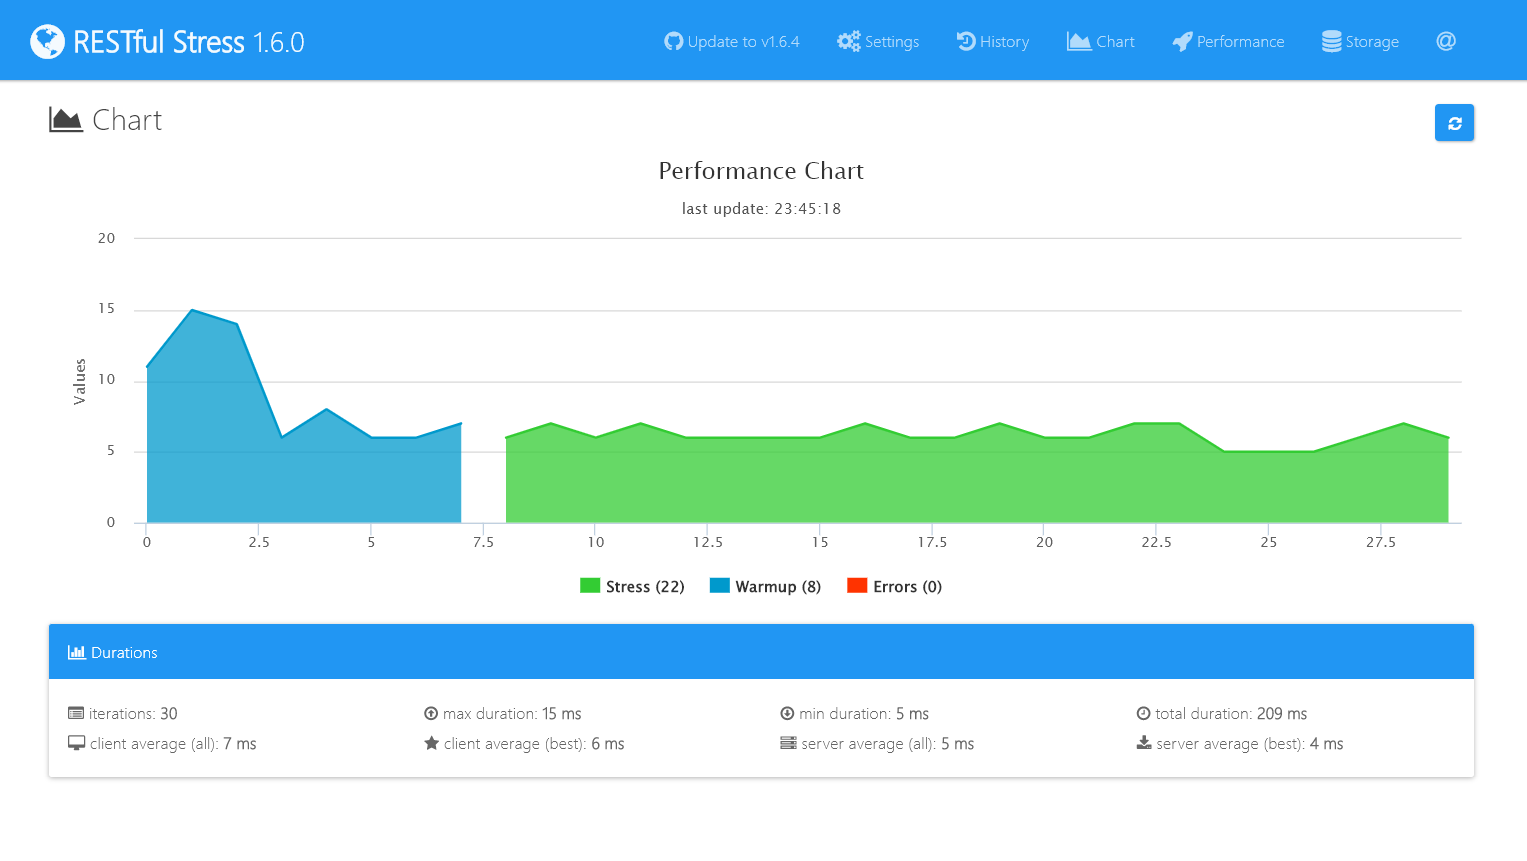 RESTful Stress 1.6.0
Update to v1.6.4 Settings History Chart Performance Storage @
Chart
Performance Chart
last update: 23:45:18
20
15
10
5
0
Values
0 2.5 5 7.5 10 12.5 15 17.5 20 22.5 25 27.5
Stress (22) Warmup (8) Errors (0)
Durations
iterations: 30 max duration: 15 ms min duration: 5 ms total duration: 209 ms
client average (all): 7 ms client average (best): 6 ms server average (all): 5 ms server average (best): 4 ms